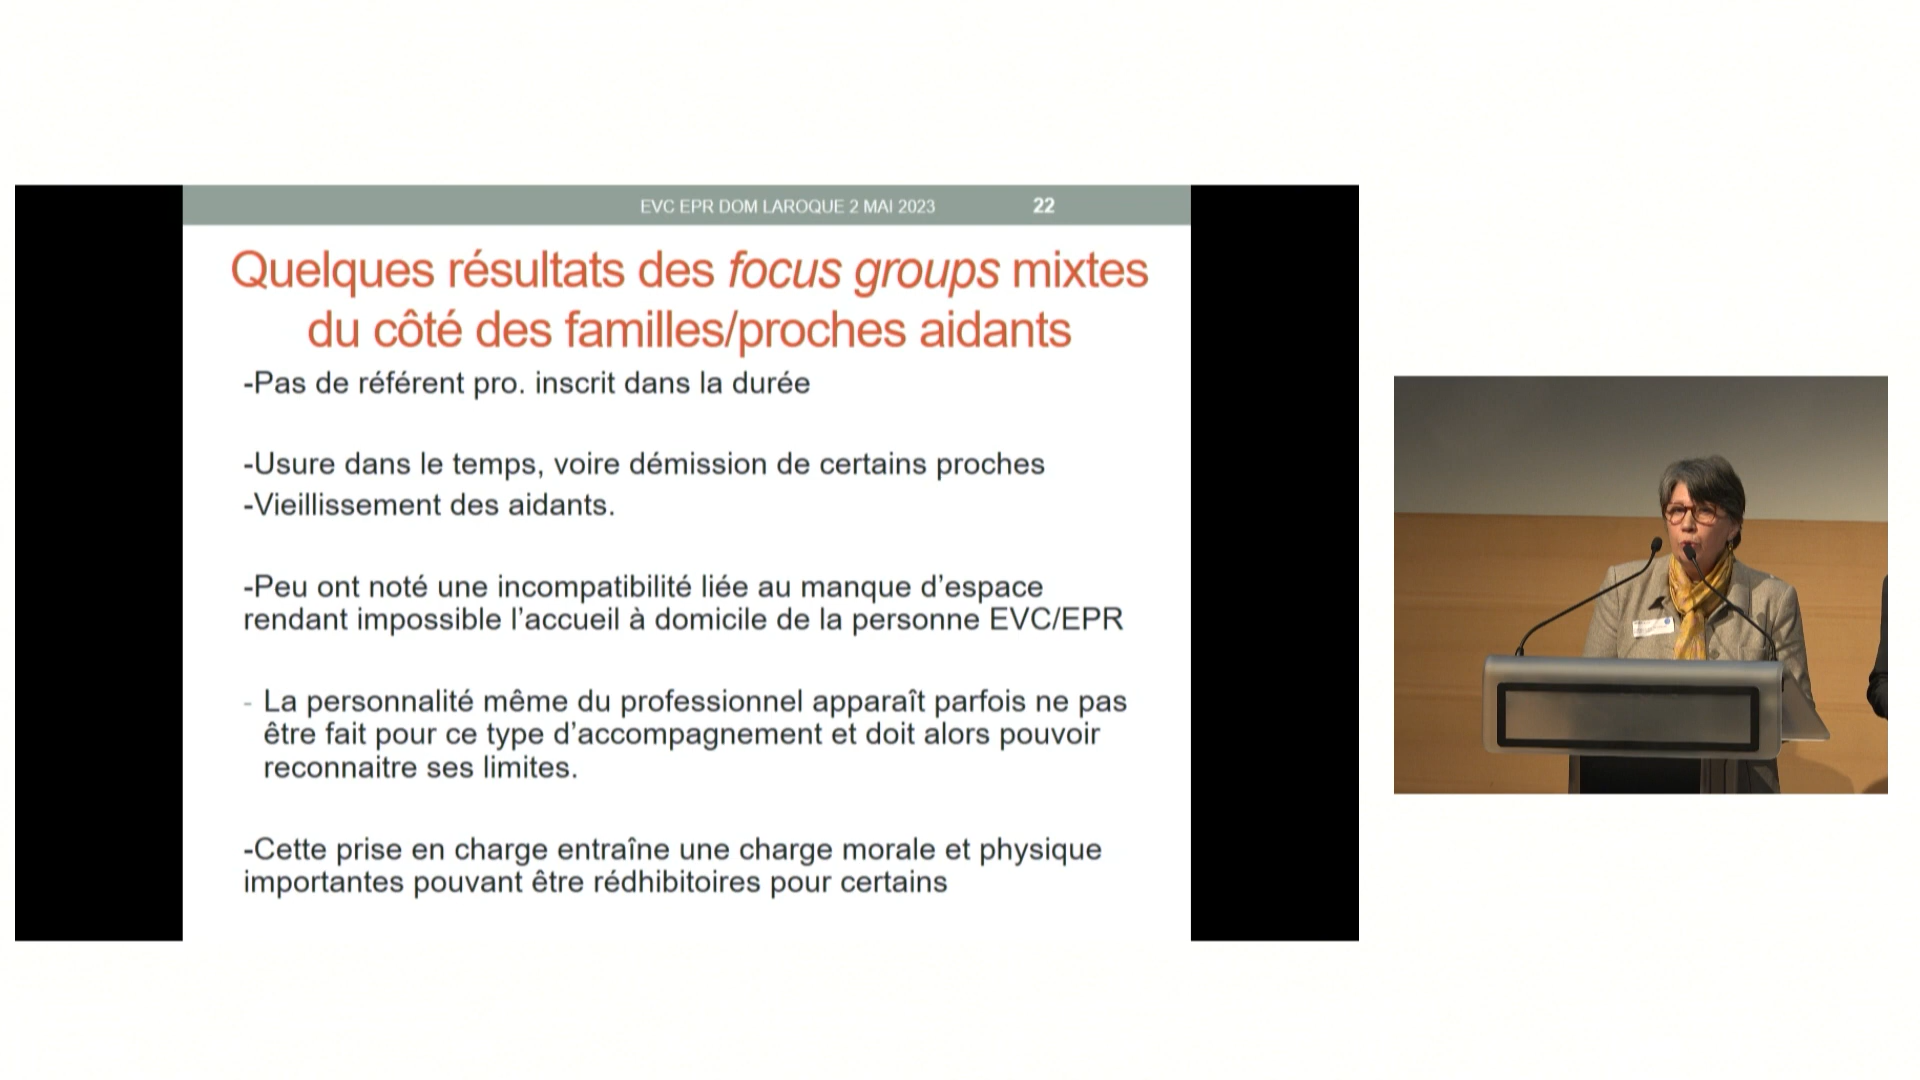 EVC EPR DOM LAROQUE 2 MAI 2023 22
Quelques résultats des focus groups mixtes
du côté des familles/proches aidants
-Pas de référent pro. inscrit dans la durée
-Usure dans le temps, voire démission de certains proches
-Vieillissement des aidants.
-Peu ont noté une incompatibilité liée au manque d’espace
rendant impossible l’accueil à domicile de la personne EVC/EPR
- La personnalité même du professionnel apparaît parfois ne pas
être fait pour ce type d’accompagnement et doit alors pouvoir
reconnaitre ses limites.
-Cette prise en charge entraîne une charge morale et physique
importantes pouvant être rédhibitoires pour certains